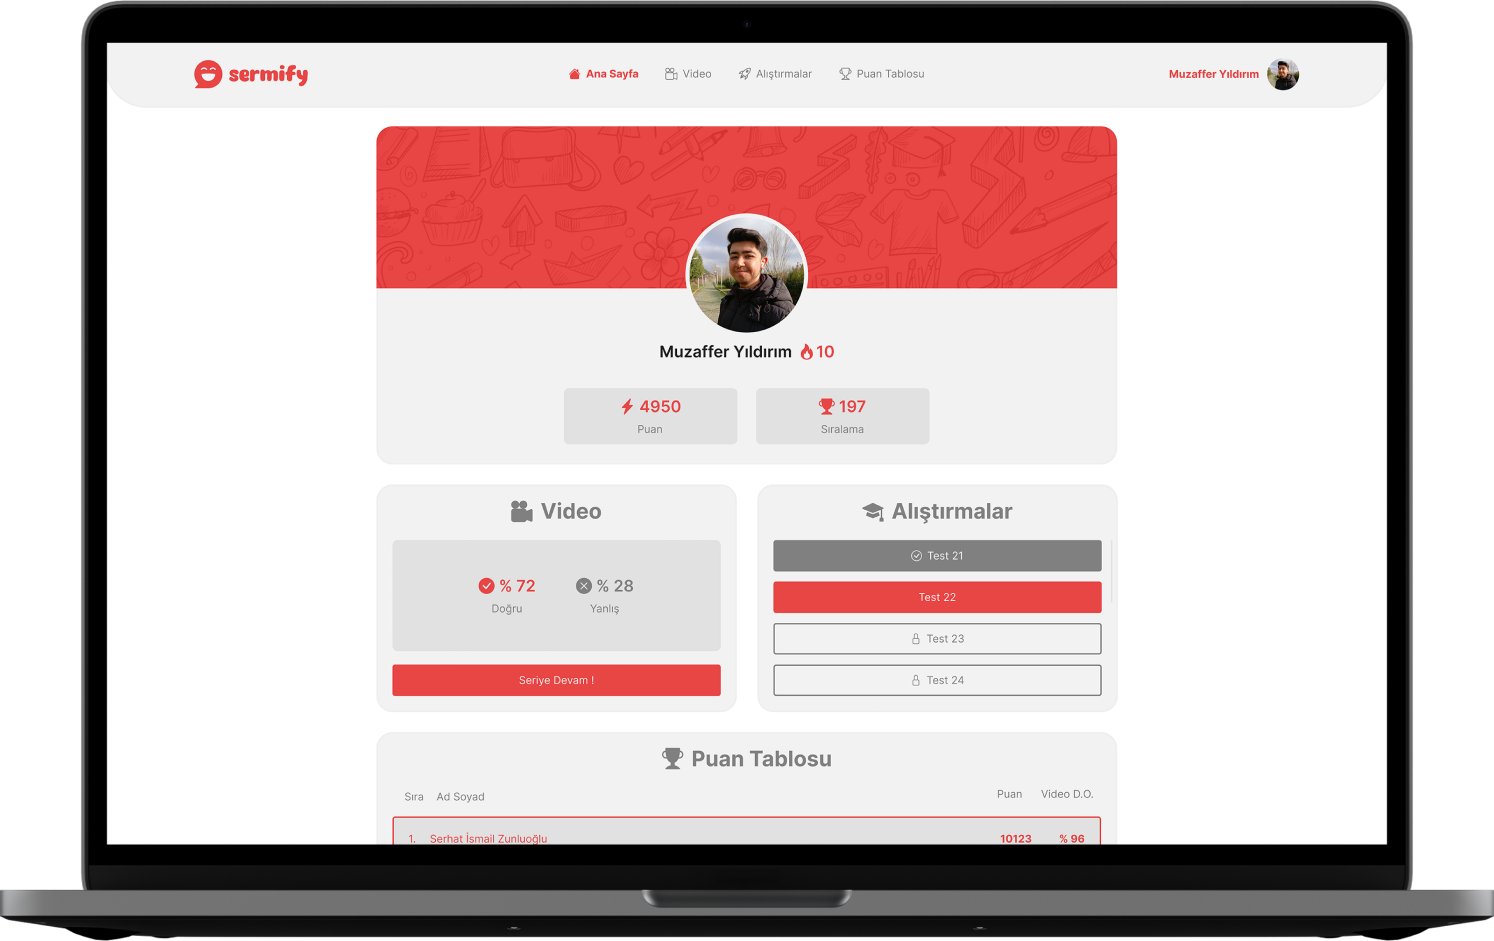 sermify
Ana Sayfa Video Alıştırmalar Puan Tablosu
Muzaffer Yıldırım
Muzaffer Yıldırım 10
4950
Puan
197
Sıralama
Video
% 72
Doğru
% 28
Yanlış
Seriye Devam !
Alıştırmalar
Test 21
Test 22
Test 23
Test 24
Puan Tablosu
Sıra Ad Soyad Puan Video D.O.
1. Serhat İsmail Zunluoğlu 10123 % 96